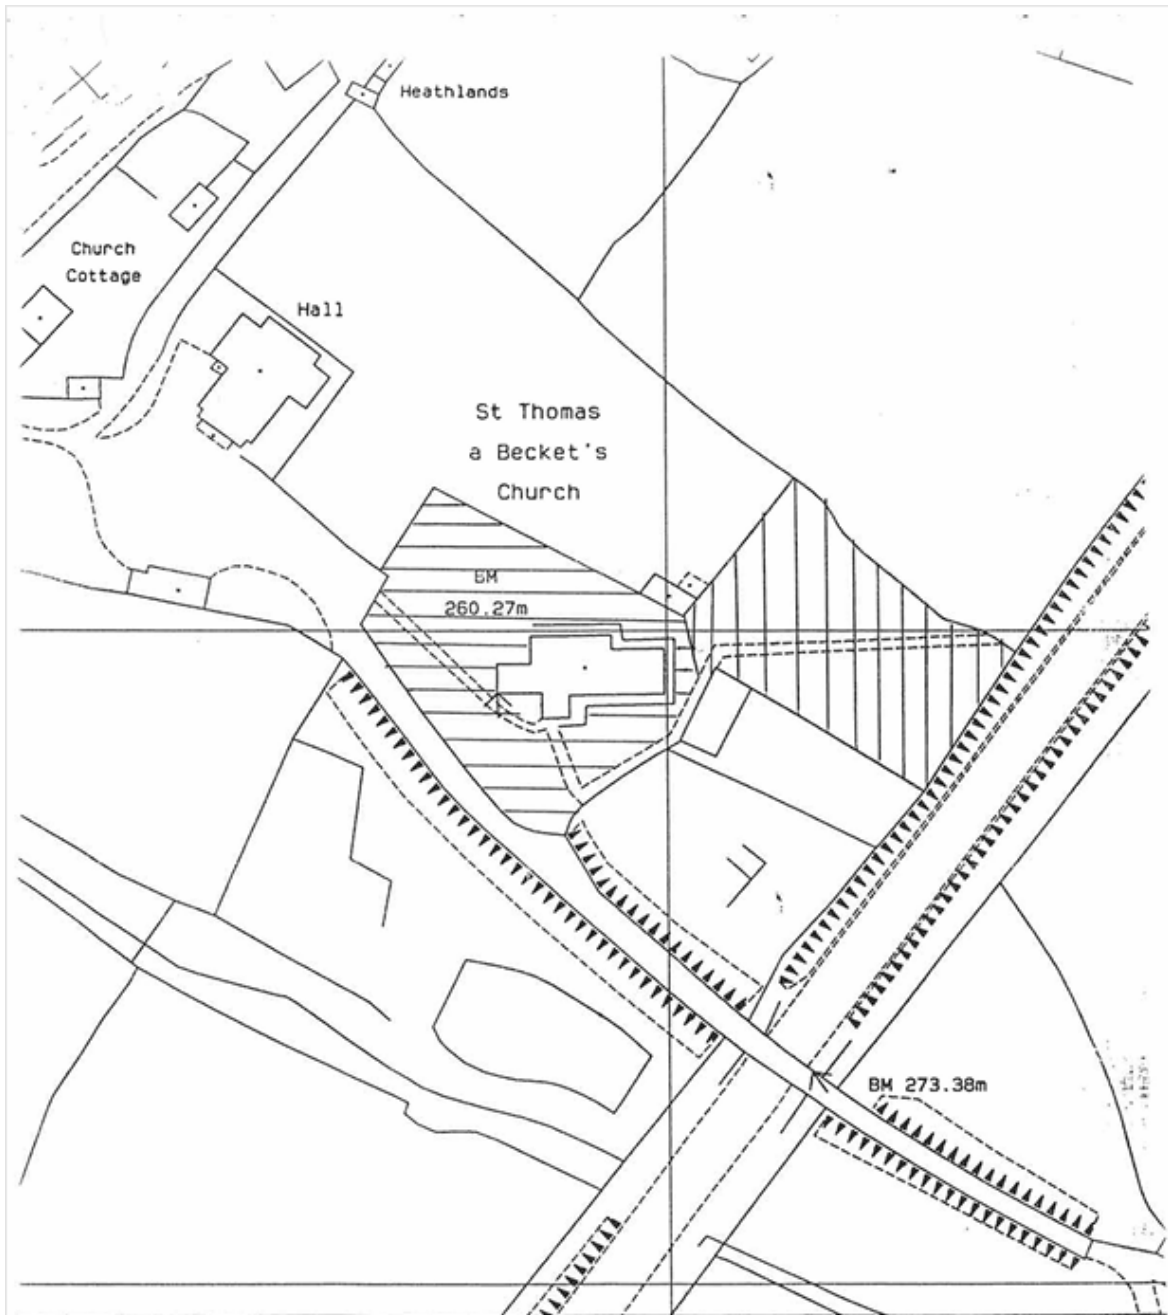 Heathlands
Church
Cottage
Hall
St Thomas
a Becket's
Church
BM
260.27m
BM 273.38m